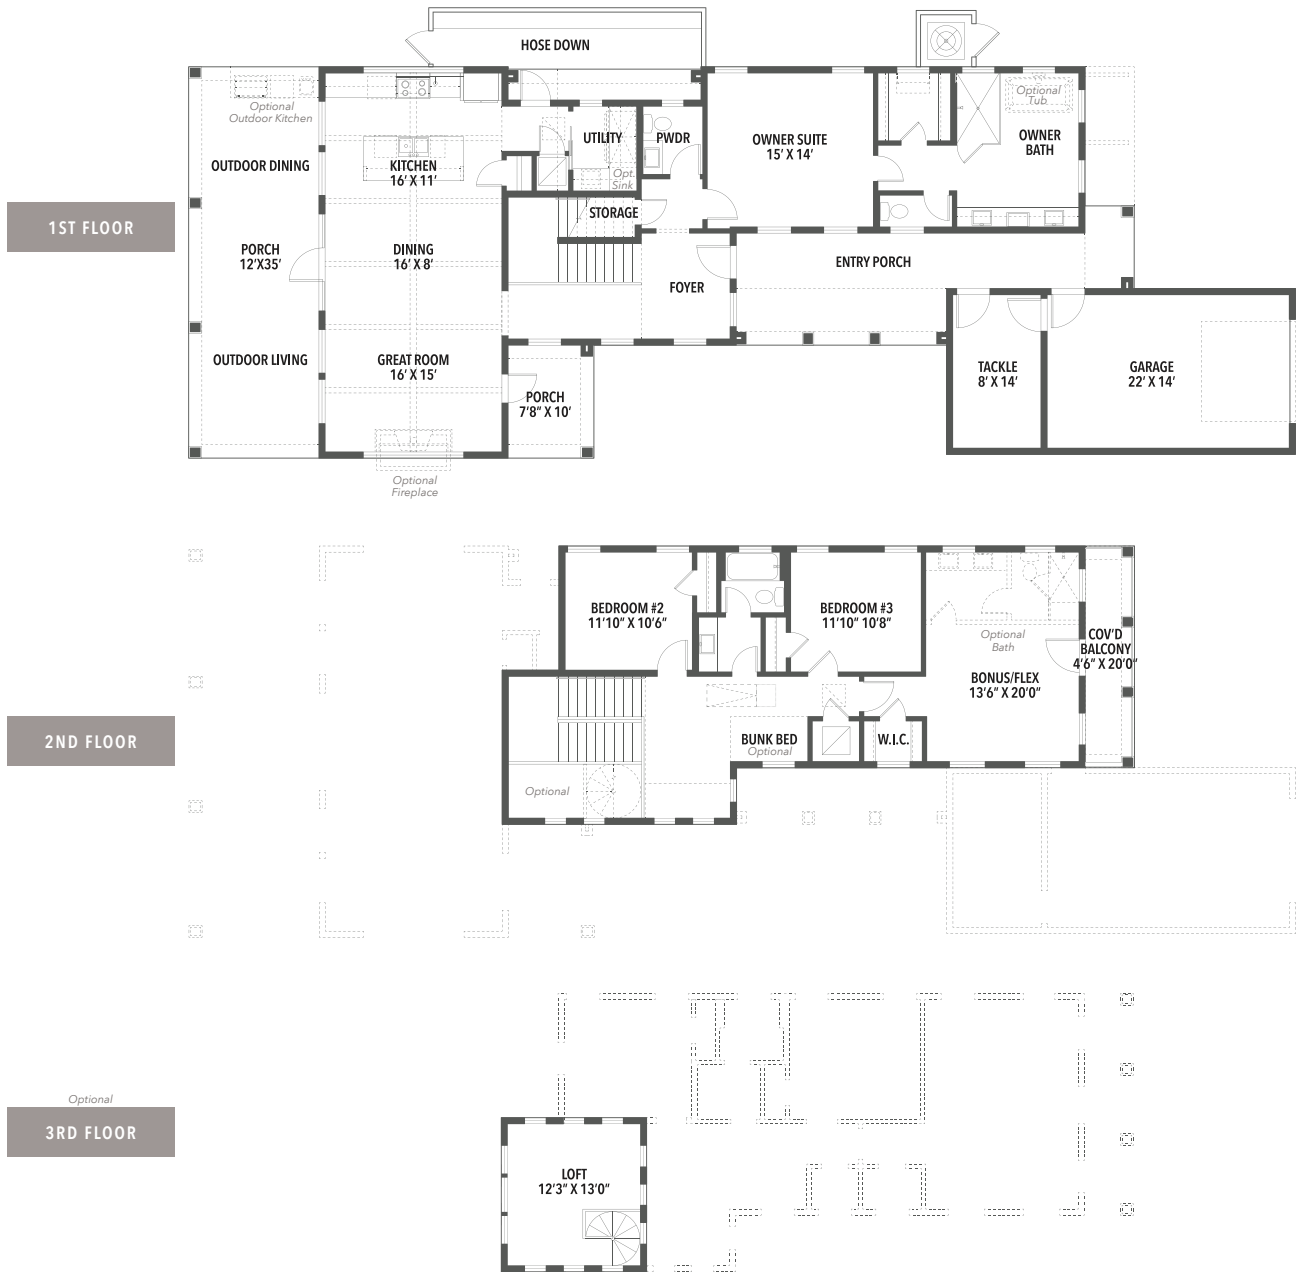 HOSE DOWN
Optional
Outdoor Kitchen
Optional
Tub
UTILITY
PWDR
OWNER SUITE
15' X 14'
OWNER
BATH
OUTDOOR DINING
KITCHEN
16' X 11'
Opt.
Sink
STORAGE
1ST FLOOR
PORCH
12'X35'
DINING
16' X 8'
ENTRY PORCH
FOYER
OUTDOOR LIVING
GREAT ROOM
16' X 15'
TACKLE
8' X 14'
GARAGE
22' X 14'
PORCH
7'8" X 10'
Optional
Fireplace
BEDROOM #2
11'10" X 10'6"
BEDROOM #3
11'10" 10'8"
Optional
Bath
COV'D
BALCONY
4'6" X 20'0"
BONUS/FLEX
13'6" X 20'0"
2ND FLOOR
BUNK BED
Optional
W.I.C.
Optional
Optional
3RD FLOOR
LOFT
12'3" X 13'0"